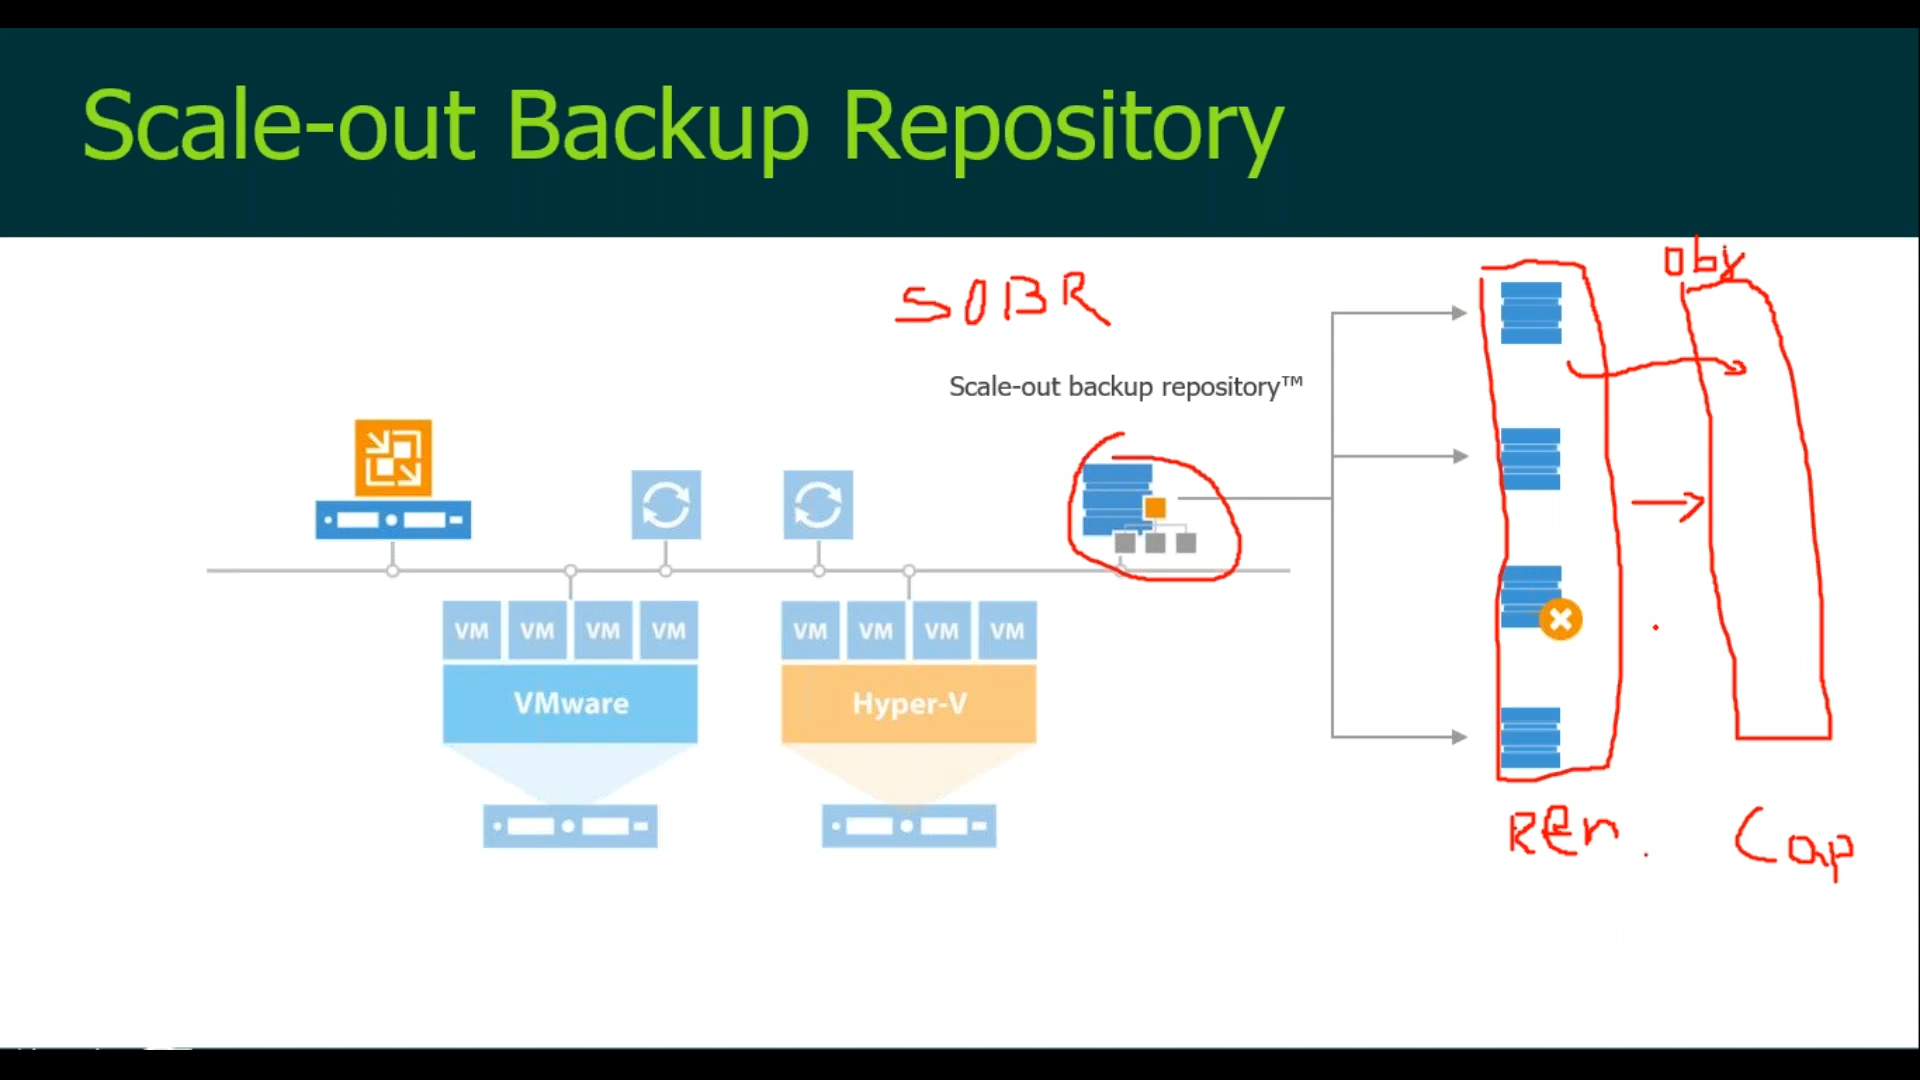 Scale-out Backup Repository
obj
SOBR
Scale-out backup repository™
VM VM VM VM
VM VM VM VM
VMware
Hyper-V
Cap